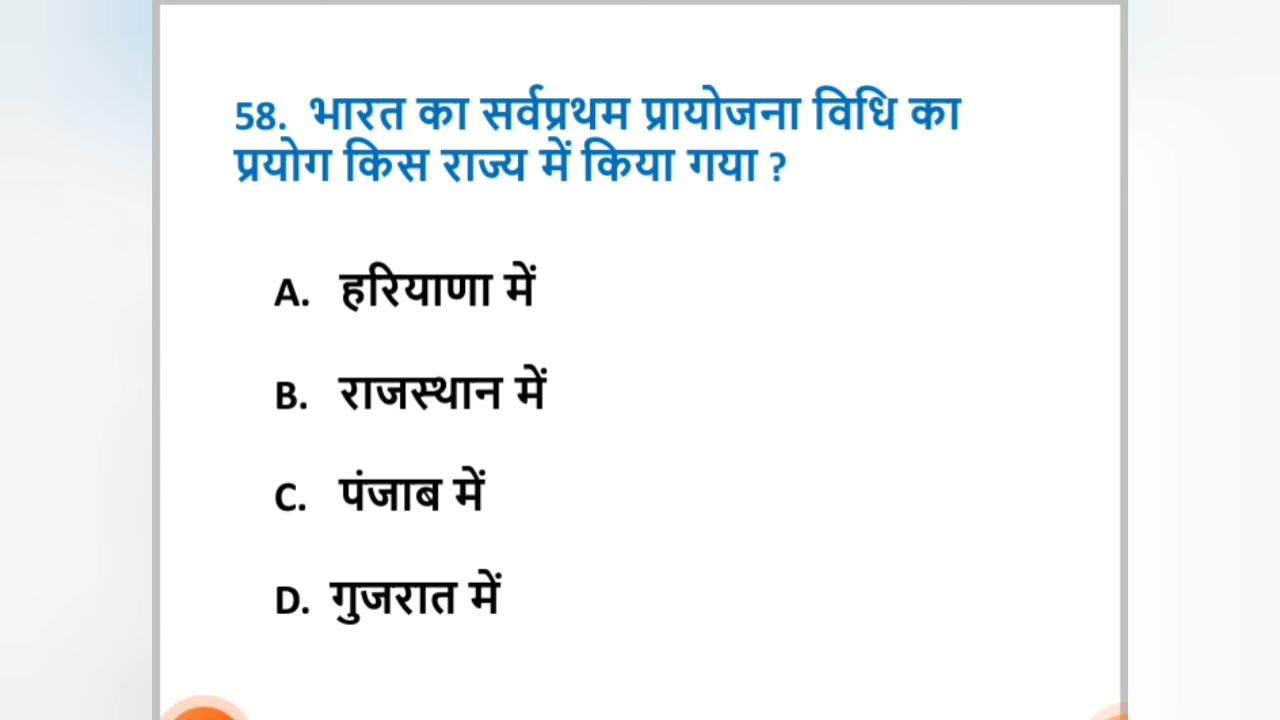 58. भारत का सर्वप्रथम प्रायोजना विधि का
प्रयोग किस राज्य में किया गया ?
A. हरियाणा में
B. राजस्थान में
C. पंजाब में
D. गुजरात में